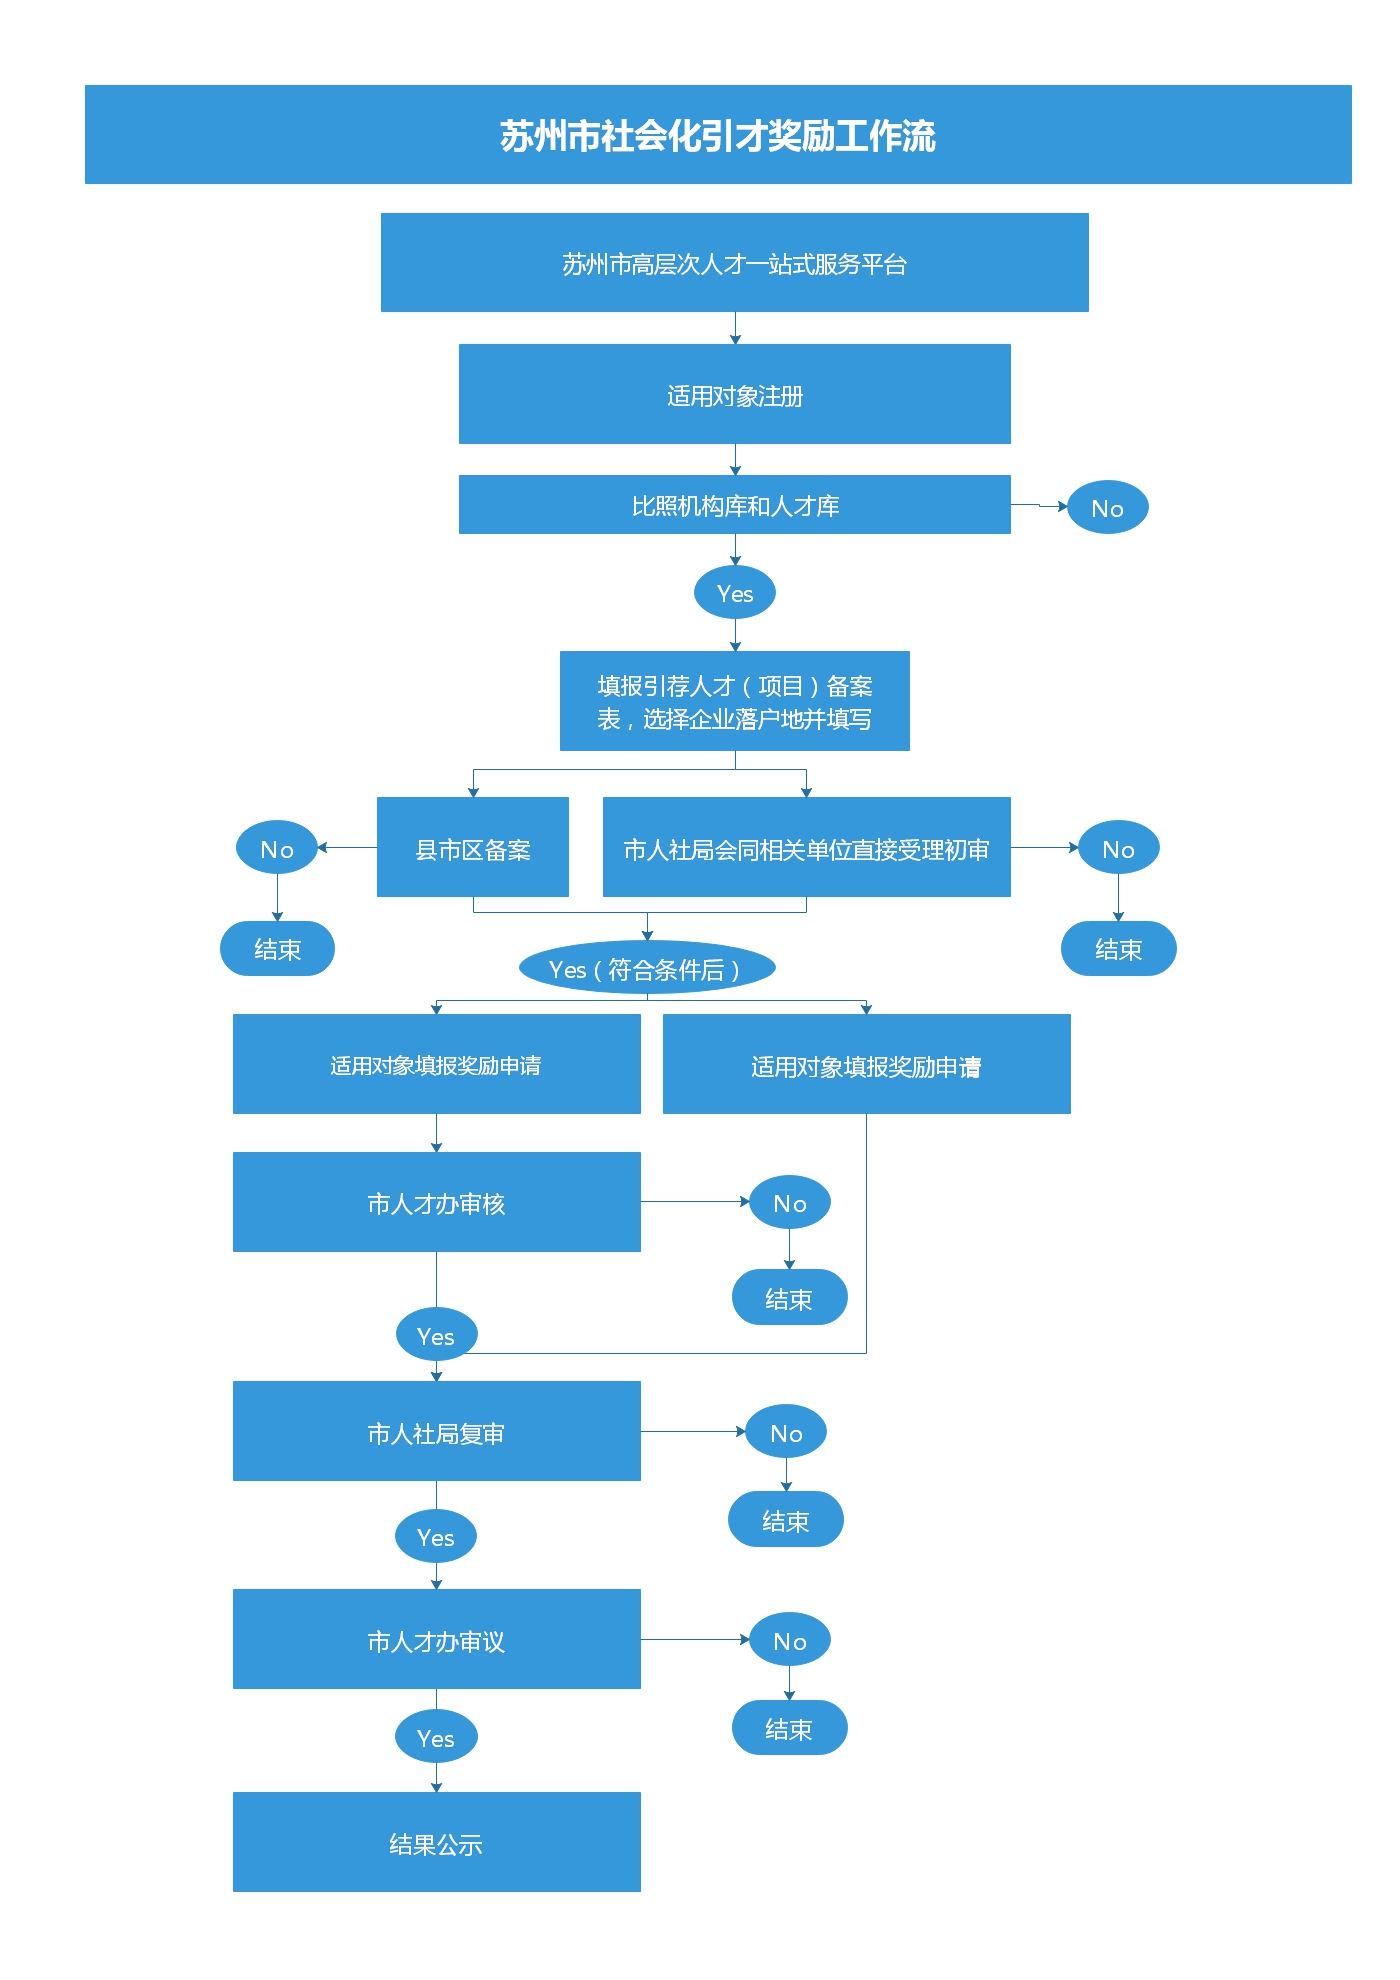 苏州市社会化引才奖励工作流
苏州市高层次人才一站式服务平台
适用对象注册
比照机构库和人才库
No
Yes
填报引荐人才（项目）备案
表，选择企业落户地并填写
No
县市区备案
市人社局会同相关单位直接受理初审
No
结束
结束
Yes（符合条件后）
适用对象填报奖励申请
适用对象填报奖励申请
市人才办审核
No
结束
Yes
市人社局复审
No
结束
Yes
市人才办审议
No
结束
Yes
结果公示